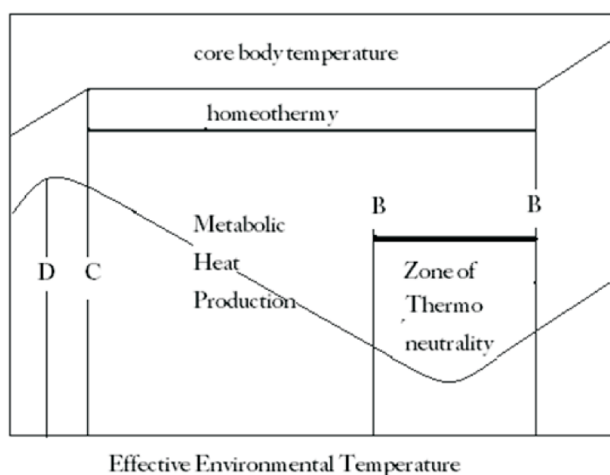 core body temperature
homeothermy
B
B
Metabolic
Heat
Production
D
C
Zone of
Thermo
neutrality
Effective Environmental Temperature